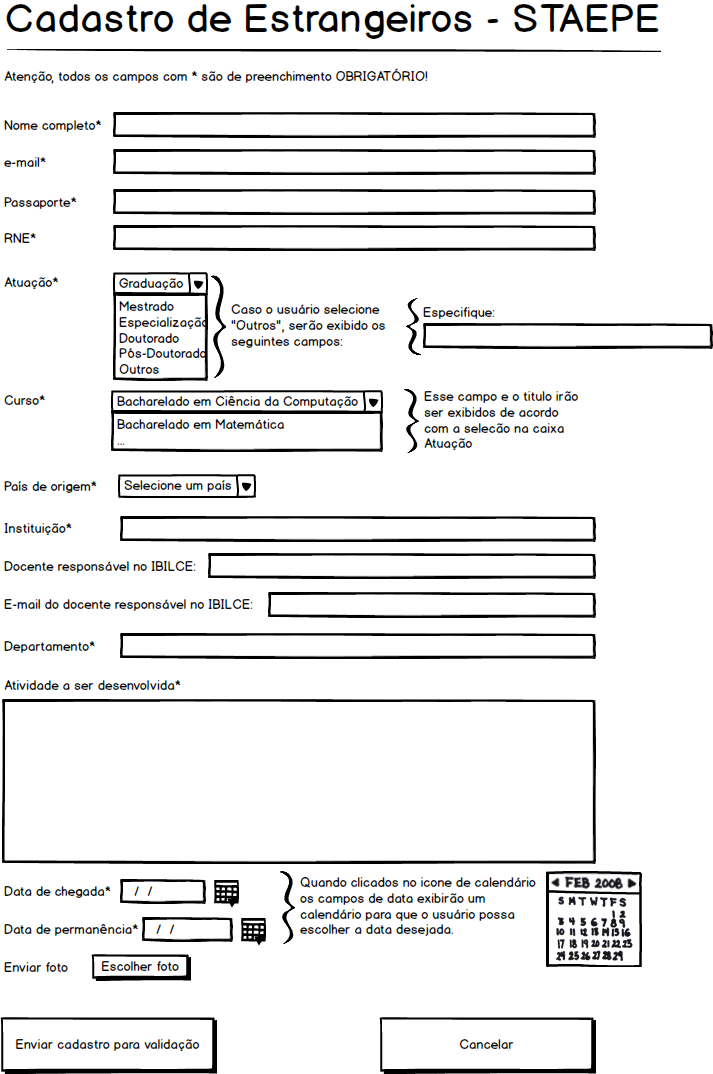 Cadastro de Estrangeiros - STAEPE
Atenção, todos os campos com * são de preenchimento OBRIGATÓRIO!
Nome completo*
e-mail*
Passaporte*
RNE*
Atuação*
Graduação
Mestrado
Especialização
Doutorado
Pós-Doutorado
Outros
Caso o usuário selecione
"Outros", serão exibido os
seguintes campos:
Especifique:
Curso*
Bacharelado em Ciência da Computação
Bacharelado em Matemática
...
Esse campo e o titulo irão
ser exibidos de acordo
com a selecão na caixa
Atuação
País de origem*
Selecione um país
Instituição*
Docente responsável no IBILCE:
E-mail do docente responsável no IBILCE:
Departamento*
Atividade a ser desenvolvida*
Data de chegada*
/ /
Data de permanência*
/ /
Quando clicados no icone de calendário
os campos de data exibirão um
calendário para que o usuário possa
escolher a data desejada.
FEB 2008
S M T W T F S
1 2
3 4 5 6 7 8 9
10 11 12 13 14 15 16
17 18 19 20 21 22 23
24 25 26 27 28 29
Enviar foto
Escolher foto
Enviar cadastro para validação
Cancelar